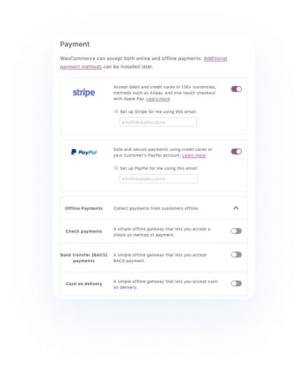 Payment
WooCommerce can accept both online and offline payments. Additional
payment methods can be installed later.
stripe
Accept debit and credit cards in 135+ currencies,
methods such as Alipay, and one-touch checkout
with Apple Pay. Learn more.
Set up Stripe for me using this email:
PayPal
Safe and secure payments using credit cards or
your customer's PayPal account. Learn more.
Set up PayPal for me using this email:
Offline Payments
Collect payments from customers offline.
Check payments
A simple offline gateway that lets you accept a
check as method of payment.
Bank transfer (BACS)
payments
A simple offline gateway that lets you accept
BACS payment.
Cash on delivery
A simple offline gateway that lets you accept cash
on delivery.